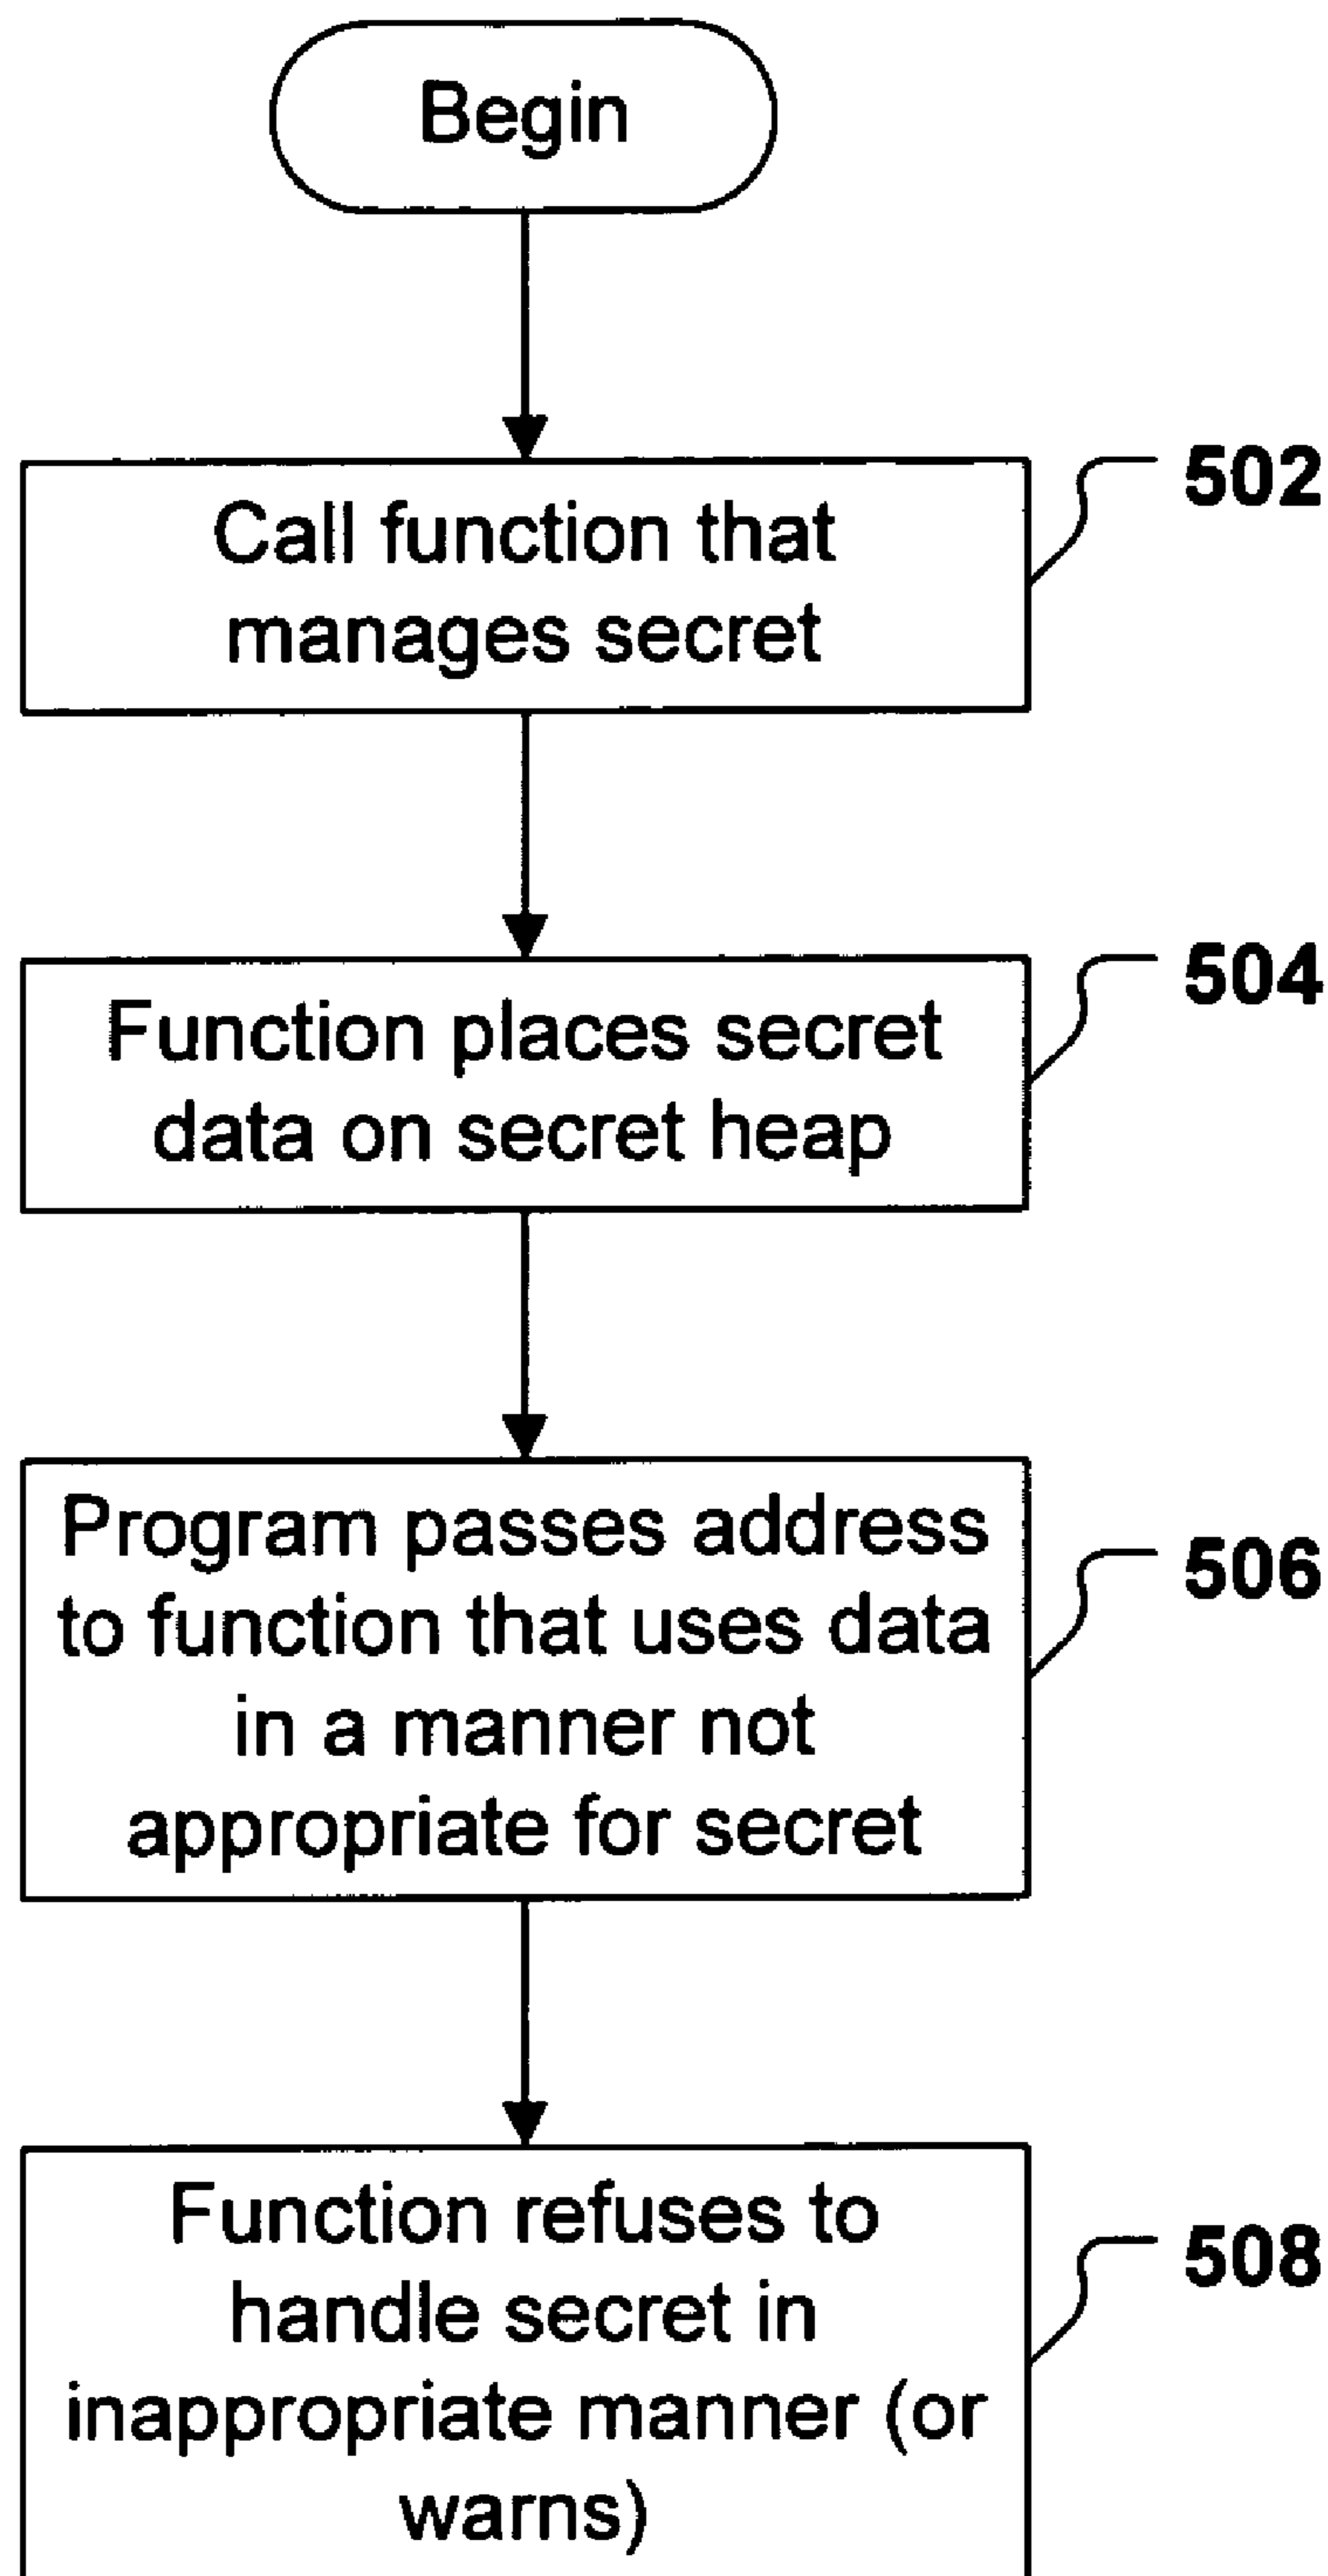 Begin
Call function that
manages secret
502
Function places secret
data on secret heap
504
Program passes address
to function that uses data
in a manner not
appropriate for secret
506
Function refuses to
handle secret in
inappropriate manner (or
warns)
508